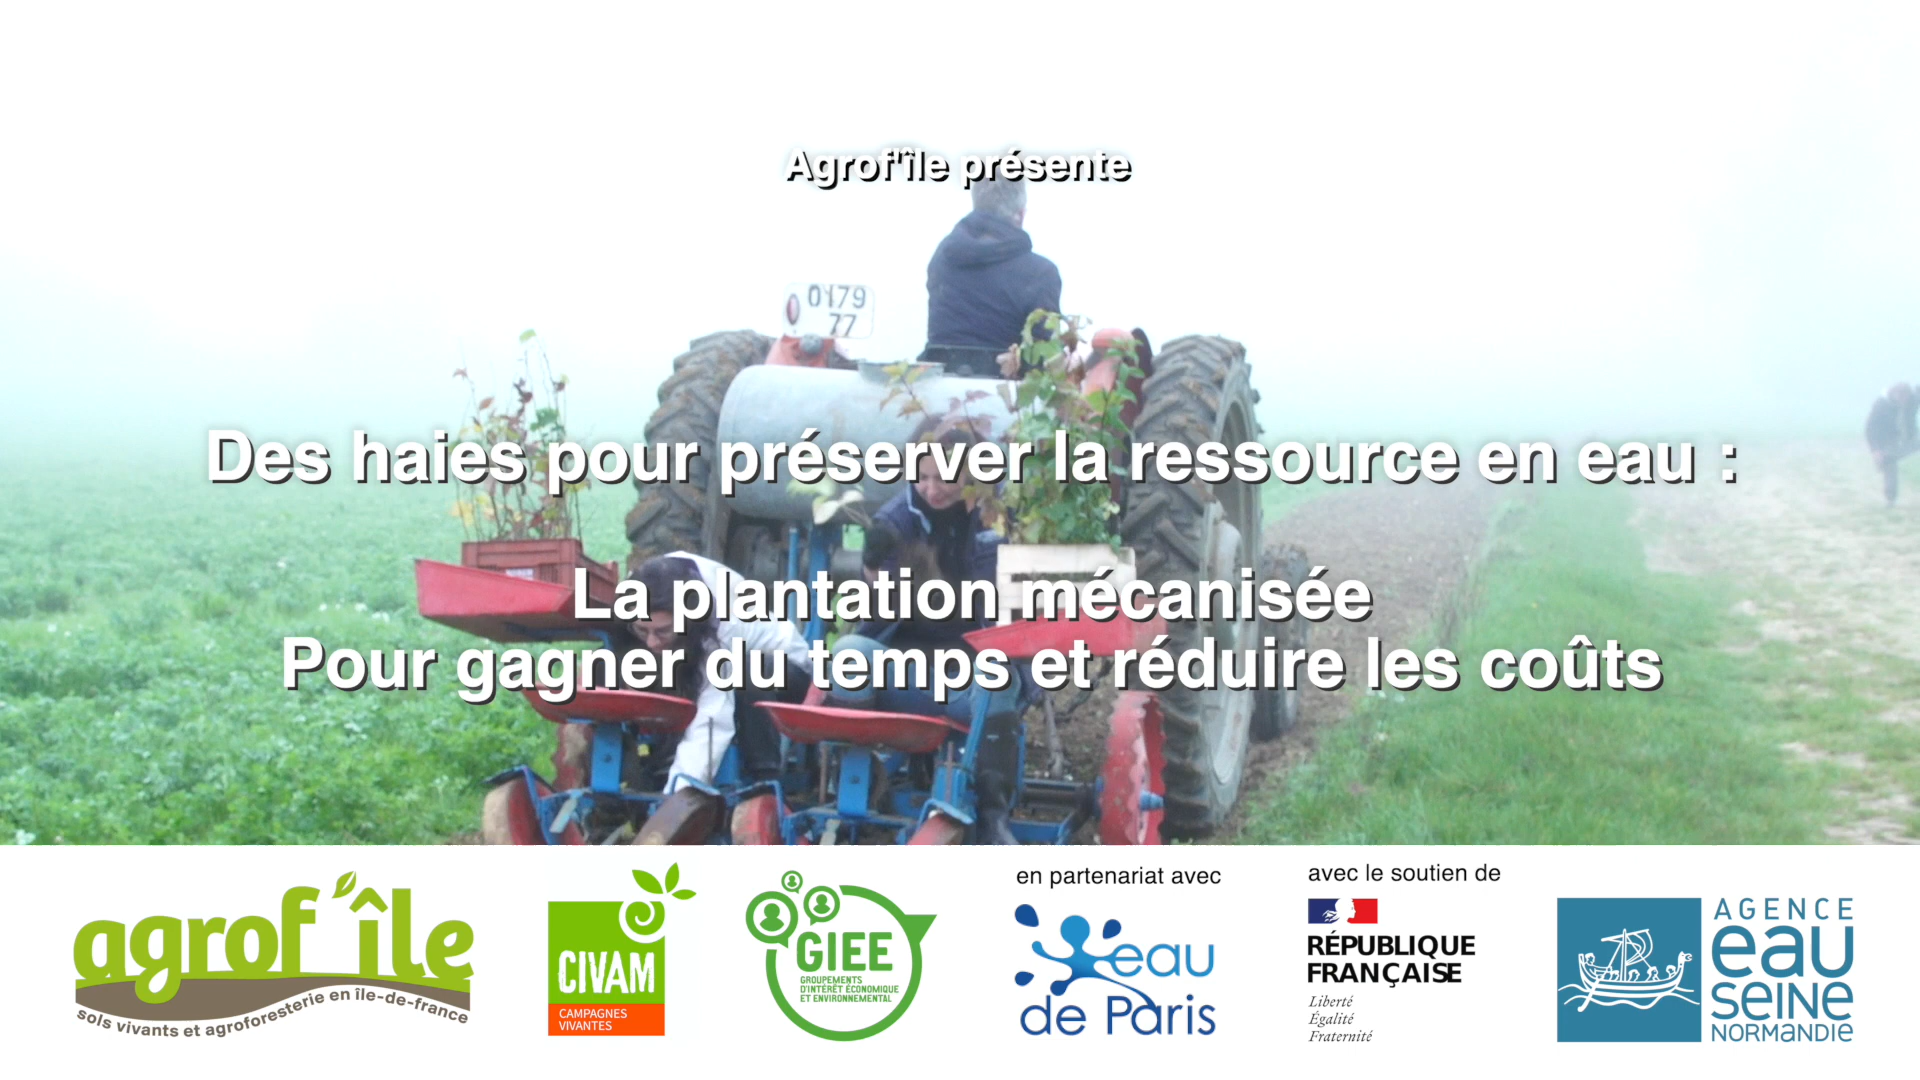 Agrof'île présente
0Y79
77
Des haies pour préserver la ressource en eau :
La plantation mécanisée
Pour gagner du temps et réduire les coûts
agrof'île
sols vivants et agroforesterie en île-de-france
CIVAM
CAMPAGNES
VIVANTES
GIEE
GROUPEMENTS
D'INTÉRÊT ÉCONOMIQUE
ET ENVIRONNEMENTAL
en partenariat avec
eau
de Paris
avec le soutien de
RÉPUBLIQUE
FRANÇAISE
Liberté
Égalité
Fraternité
AGENCE
eau
SEINE
NORMANDIE